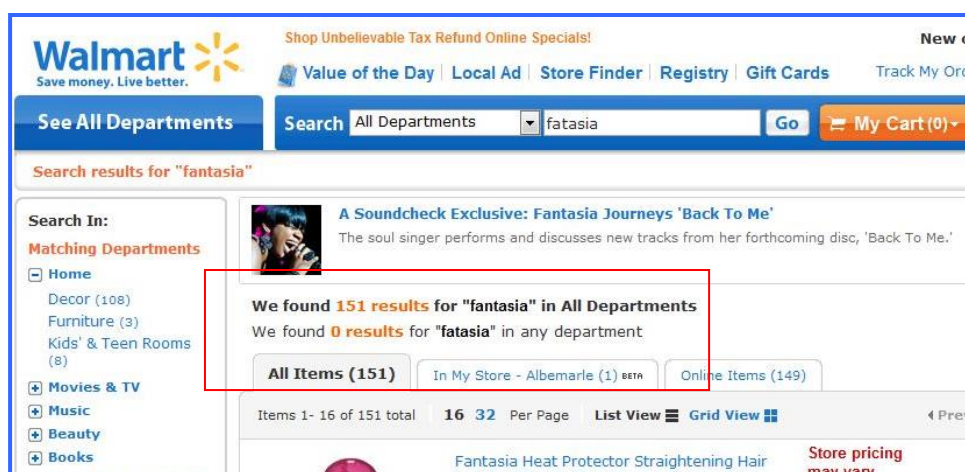 Shop Unbelievable Tax Refund Online Specials!
New
Walmart
Save money. Live better.
Value of the Day Local Ad Store Finder Registry Gift Cards
Track My
See All Departments
Search All Departments fatasia Go My Cart (0)
Search results for "fantasia"
Search In:
Matching Departments
Home
Decor (108)
Furniture (3)
Kids' & Teen Rooms
(8)
Movies & TV
Music
Beauty
Books
A Soundcheck Exclusive: Fantasia Journeys 'Back To Me'
The soul singer performs and discusses new tracks from her forthcoming disc, 'Back To Me.'
We found 151 results for "fantasia" in All Departments
We found 0 results for "fatasia" in any department
All Items (151) In My Store - Albemarle (1) BETA Online Items (149)
Items 1- 16 of 151 total 16 32 Per Page List View Grid View
Fantasia Heat Protector Straightening Hair
Store pricing
may vary